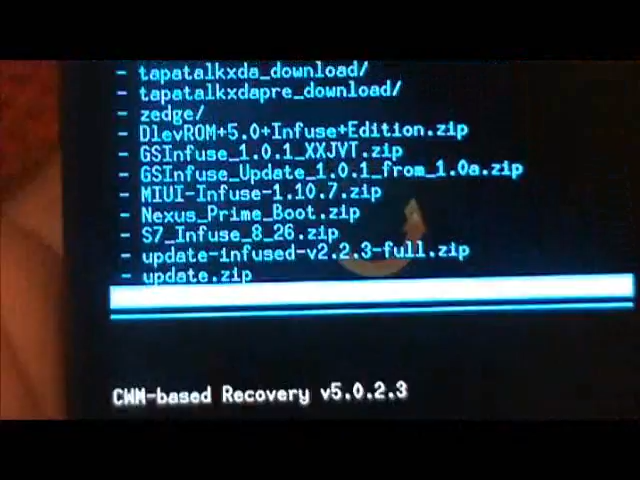 - tapatalkxda_download/
- tapatalkxdapre_download/
- zedge/
- DlevROM+5.0+Infuse+Edition.zip
- GSInfuse_1.0.1_XXJVT.zip
- GSInfuse_Update_1.0.1_from_1.0a.zip
- MIUI-Infuse-1.10.7.zip
- Nexus_Prime_Boot.zip
- S7_Infuse_8_26.zip
- update-infused-v2.2.3-full.zip
- update.zip
CWM-based Recovery v5.0.2.3